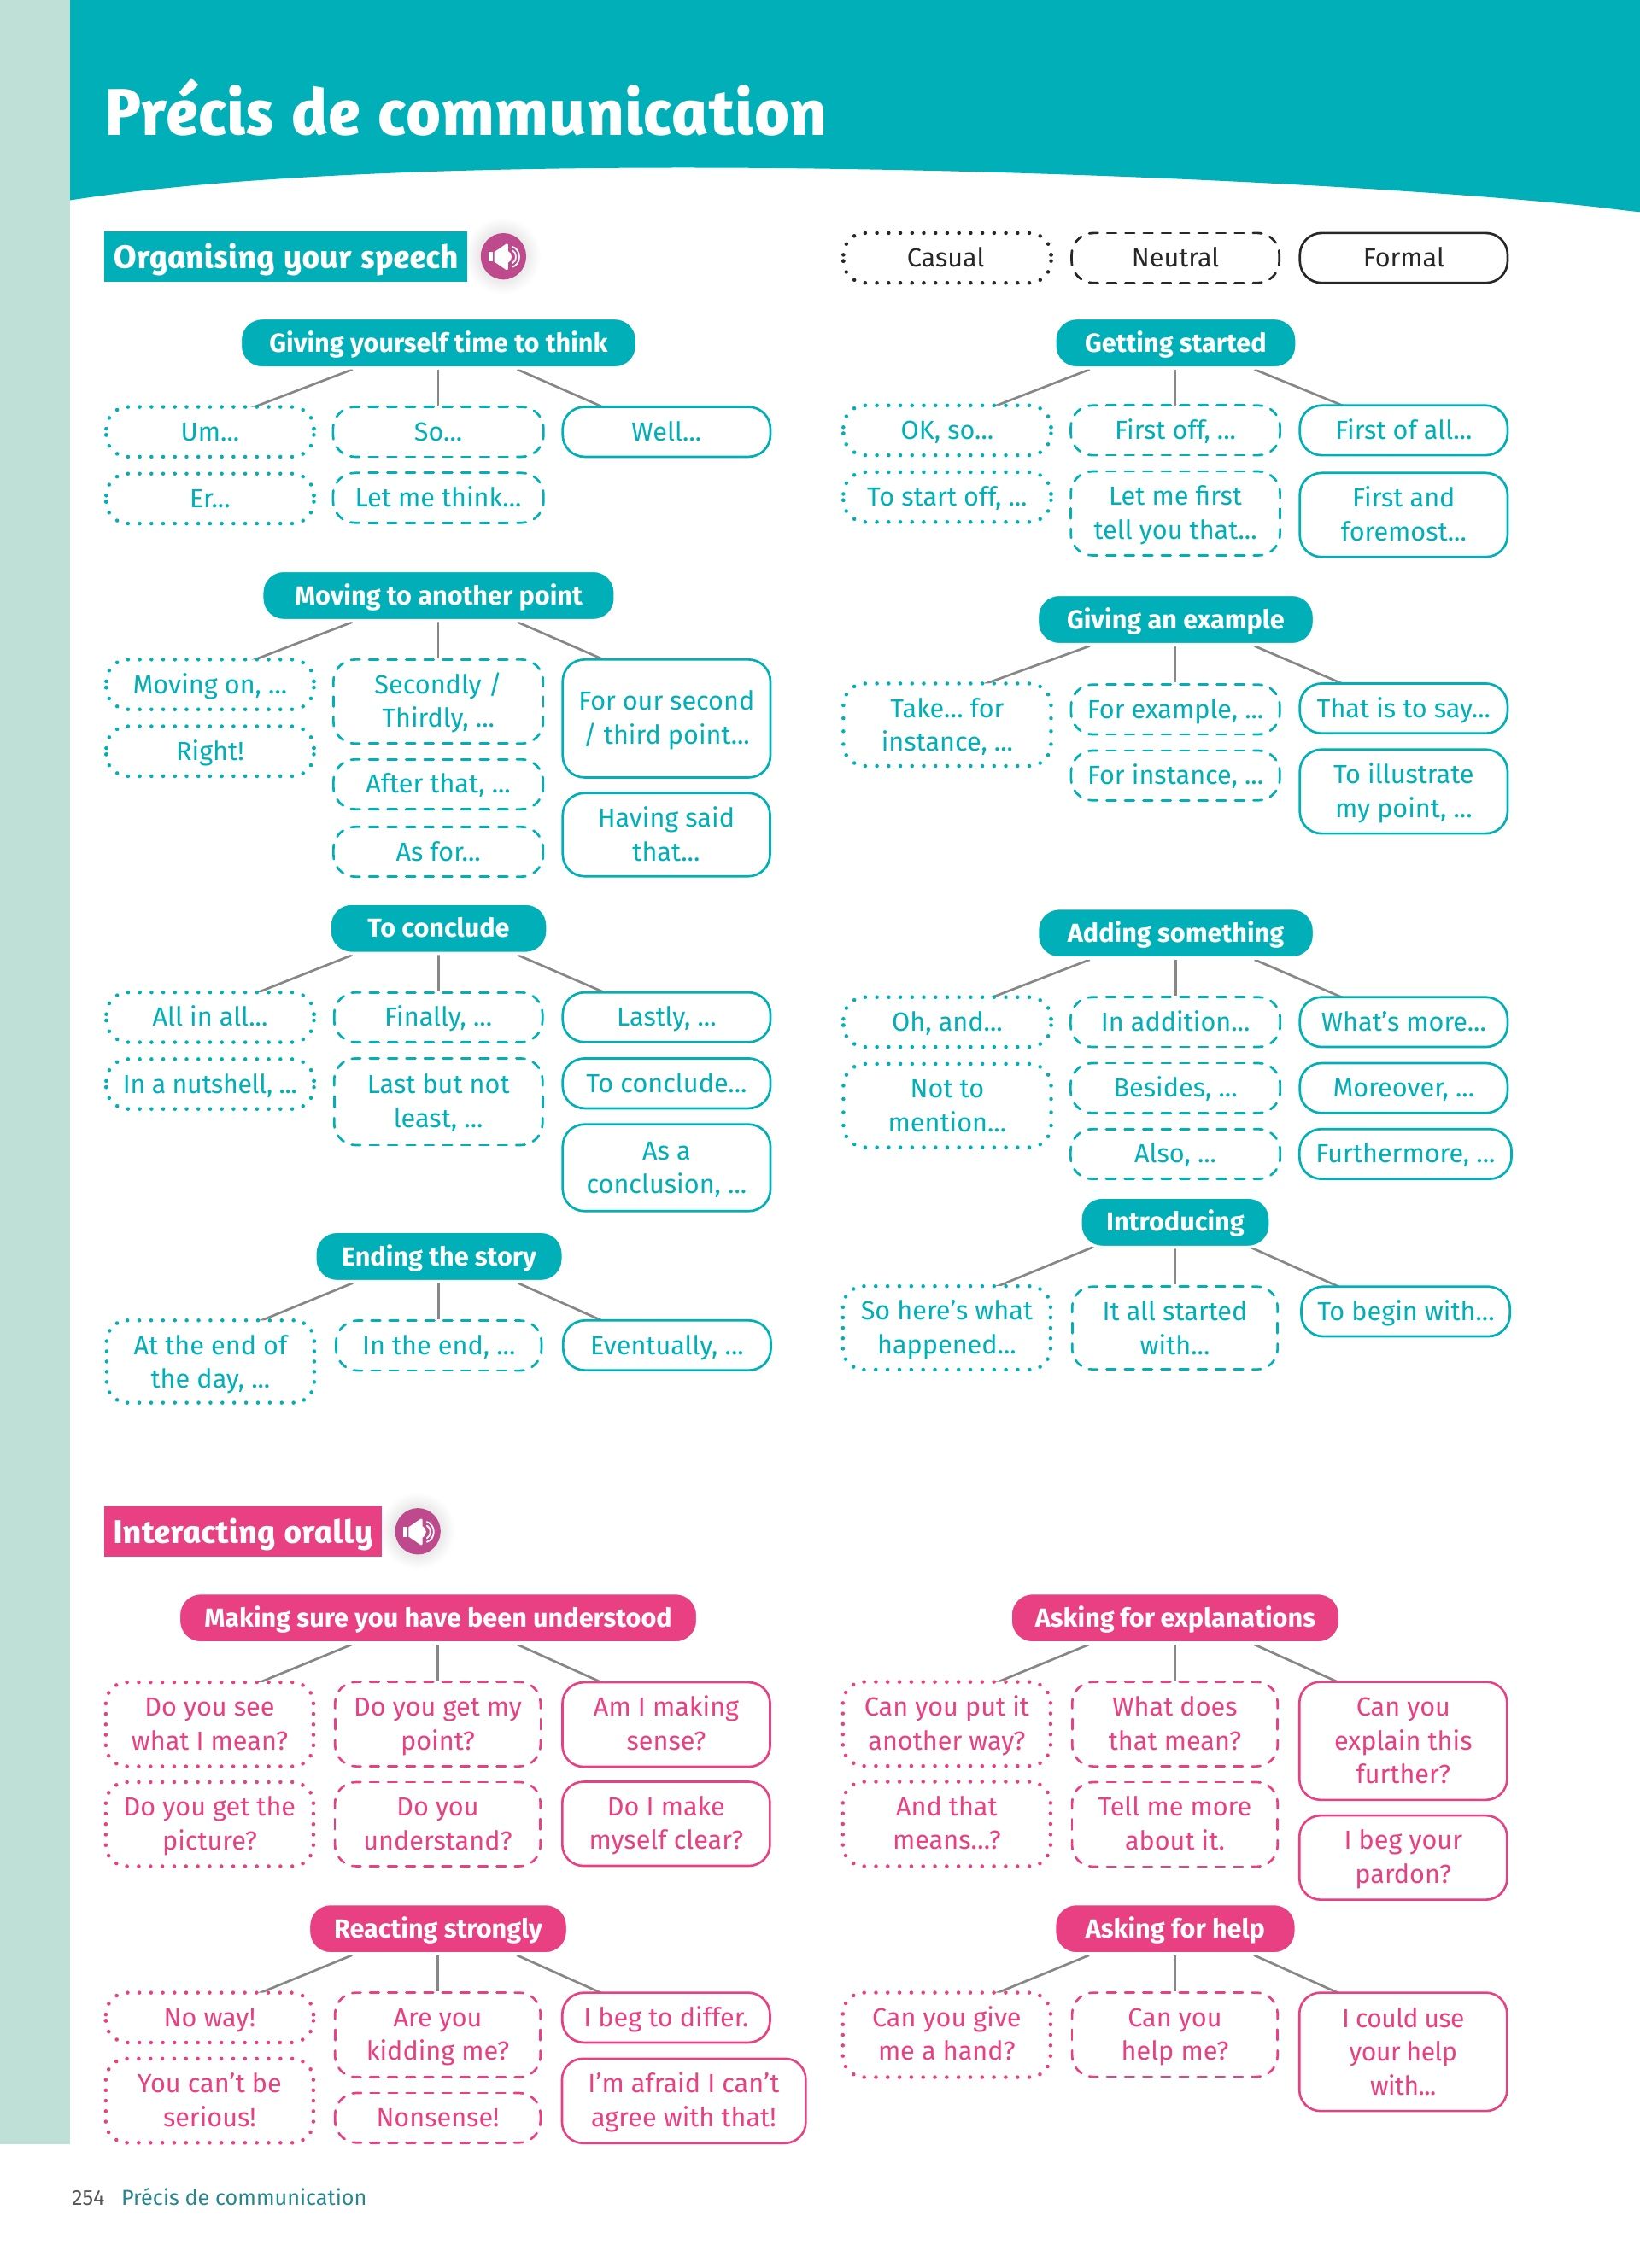 Précis de communication
Organising your speech
Casual
Neutral
Formal
Giving yourself time to think
Um...
So...
Well...
Er...
Let me think...
Getting started
OK, so...
First off, ...
First of all...
To start off, ...
Let me first
tell you that...
First and
foremost...
Moving to another point
Moving on, ...
Right!
Secondly /
Thirdly, ...
After that, ...
As for...
For our second
/ third point...
Having said
that...
Giving an example
Take... for
instance, ...
For example, ...
For instance, ...
That is to say...
To illustrate
my point, ...
To conclude
All in all...
In a nutshell, ...
Finally, ...
Last but not
least, ...
Lastly, ...
To conclude...
As a
conclusion, ...
Adding something
Oh, and...
Not to
mention...
In addition...
Besides, ...
Also, ...
What's more...
Moreover, ...
Furthermore, ...
Ending the story
At the end of
the day, ...
In the end, ...
Eventually, ...
Introducing
So here's what
happened...
It all started
with...
To begin with...
Interacting orally
Making sure you have been understood
Do you see
what I mean?
Do you get the
picture?
Do you get my
point?
Do you
understand?
Am I making
sense?
Do I make
myself clear?
Asking for explanations
Can you put it
another way?
And that
means...?
What does
that mean?
Tell me more
about it.
Can you
explain this
further?
I beg your
pardon?
Reacting strongly
No way!
You can't be
serious!
Are you
kidding me?
Nonsense!
I beg to differ.
I'm afraid I can't
agree with that!
Asking for help
Can you give
me a hand?
Can you
help me?
I could use
your help
with...
254 Précis de communication